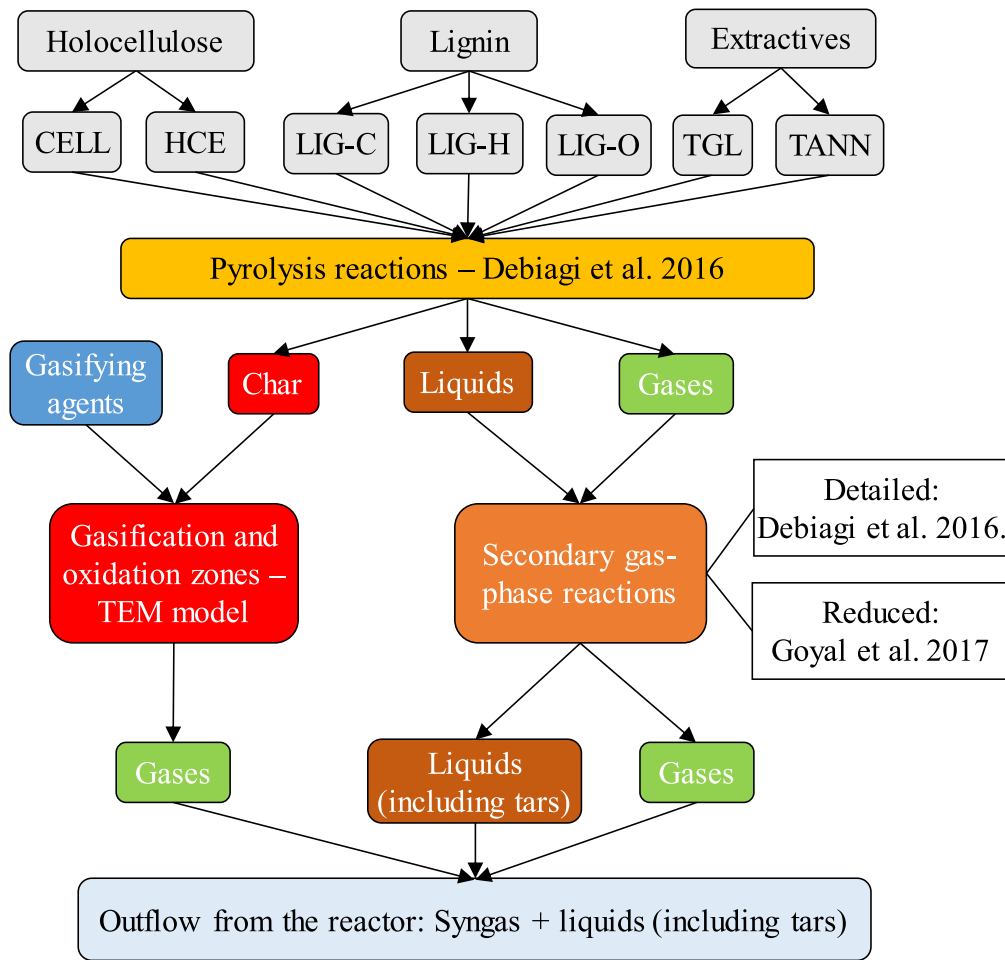 Holocellulose
Lignin
Extractives
CELL
HCE
LIG-C
LIG-H
LIG-O
TGL
TANN
Pyrolysis reactions – Debiagi et al. 2016
Gasifying
agents
Char
Liquids
Gases
Gasification and
oxidation zones –
TEM model
Secondary gas-
phase reactions
Detailed:
Debiagi et al. 2016.
Reduced:
Goyal et al. 2017
Gases
Liquids
(including tars)
Gases
Outflow from the reactor: Syngas + liquids (including tars)